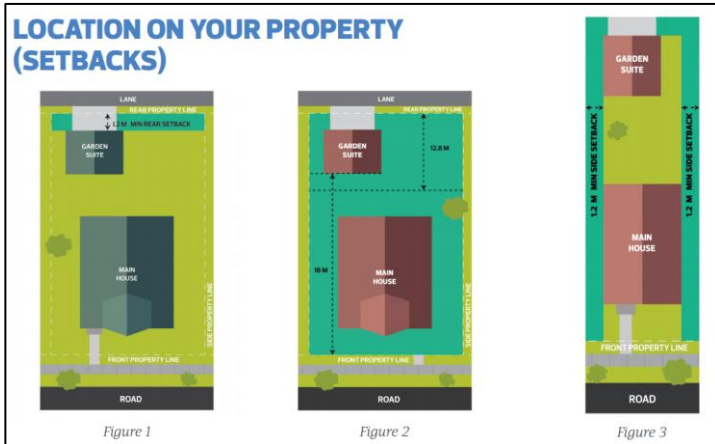 LOCATION ON YOUR PROPERTY
(SETBACKS)
LANE
REAR PROPERTY LINE
1.2 M MIN REAR SETBACK
GARDEN
SUITE
MAIN
HOUSE
SIDE PROPERTY LINE
FRONT PROPERTY LINE
ROAD
Figure 1
LANE
REAR PROPERTY LINE
GARDEN
SUITE
12.8 M
18 M
MAIN
HOUSE
SIDE PROPERTY LINE
FRONT PROPERTY LINE
ROAD
Figure 2
GARDEN
SUITE
1.2 M MIN SIDE SETBACK
1.2 M MIN SIDE SETBACK
MAIN
HOUSE
FRONT PROPERTY LINE
ROAD
Figure 3